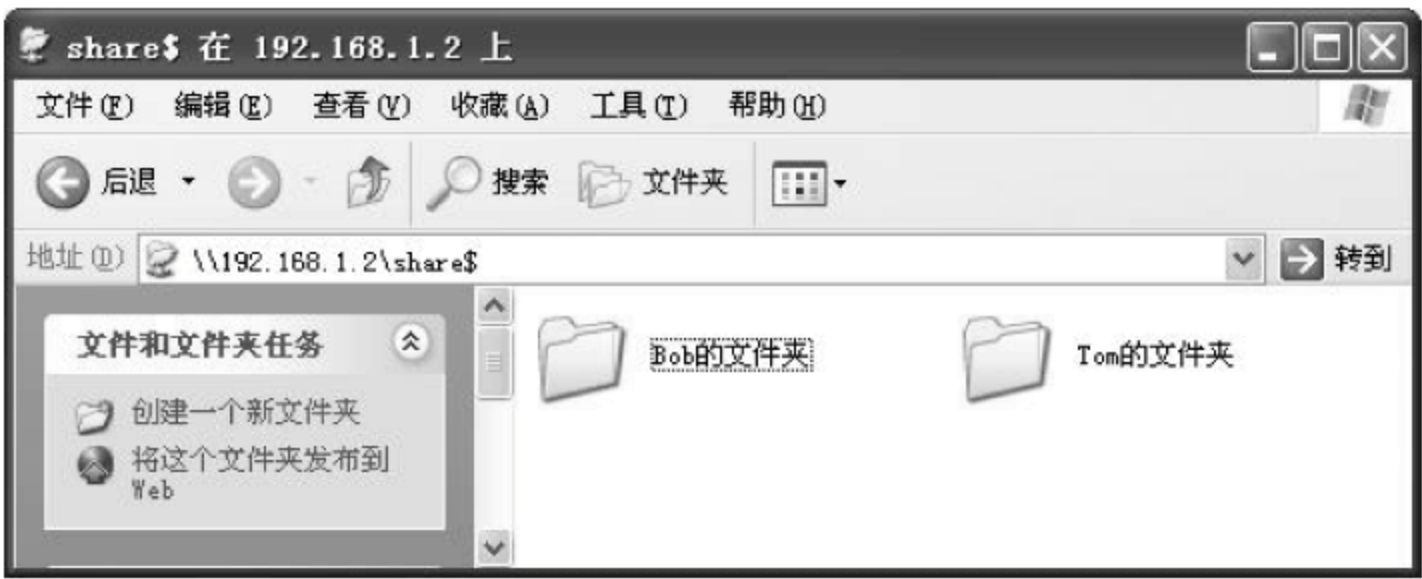 share$ 在 192.168.1.2 上
文件(F) 编辑(E) 查看(V) 收藏(A) 工具(T) 帮助(H)
后退 搜索 文件夹
地址(D) \\192.168.1.2\share$ 转到
文件和文件夹任务
创建一个新文件夹
将这个文件夹发布到
Web
Bob的文件夹 Tom的文件夹